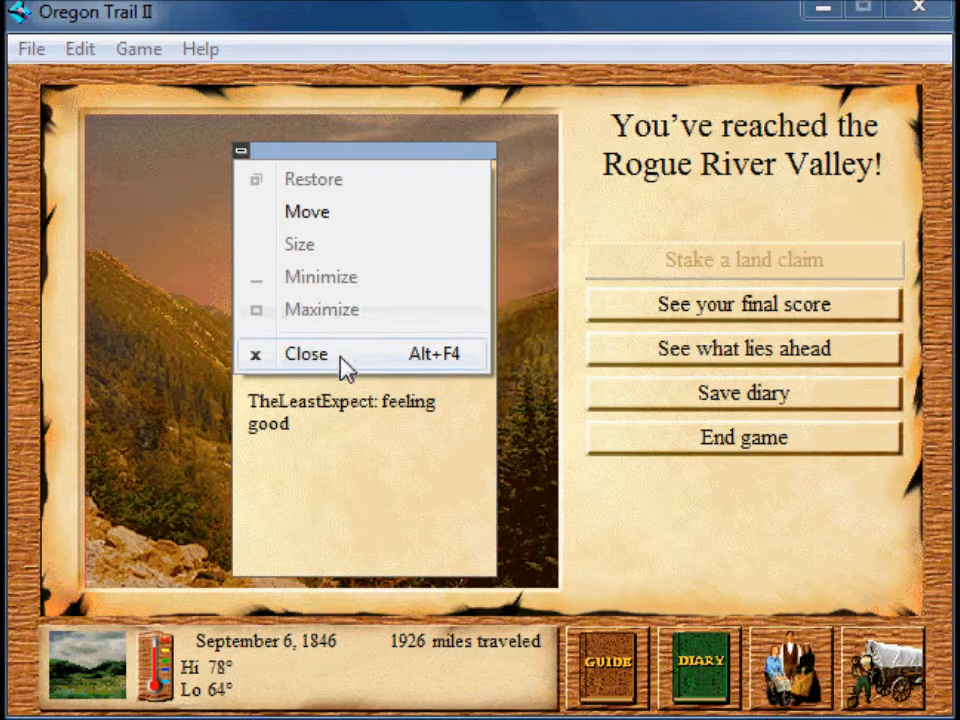 Oregon Trail II
File Edit Game Help
You've reached the
Rogue River Valley!
Restore
Move
Size
Minimize
Maximize
x Close Alt+F4
TheLeastExpect: feeling
good
Stake a land claim
See your final score
See what lies ahead
Save diary
End game
September 6, 1846 1926 miles traveled
Hi 78°
Lo 64°
GUIDE
DIARY